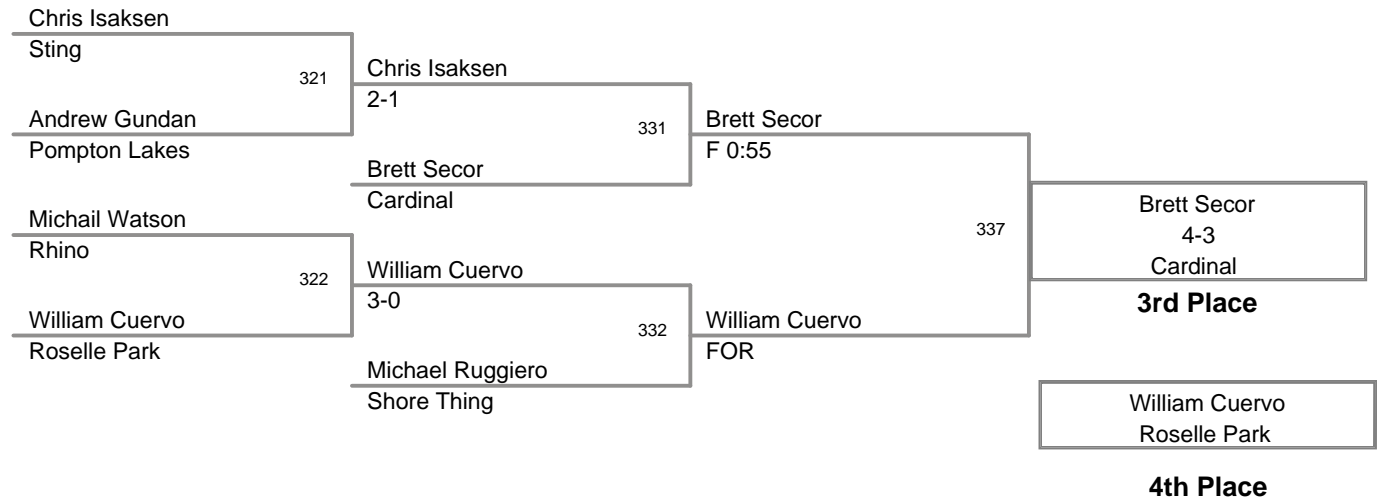 Chris Isaksen
Sting
321
Chris Isaksen
2-1
Andrew Gundan
Pompton Lakes
331
Brett Secor
F 0:55
Brett Secor
Cardinal
Michail Watson
Rhino
337
Brett Secor
4-3
Cardinal
3rd Place
322
William Cuervo
3-0
William Cuervo
Roselle Park
332
William Cuervo
FOR
Michael Ruggiero
Shore Thing
William Cuervo
Roselle Park
4th Place